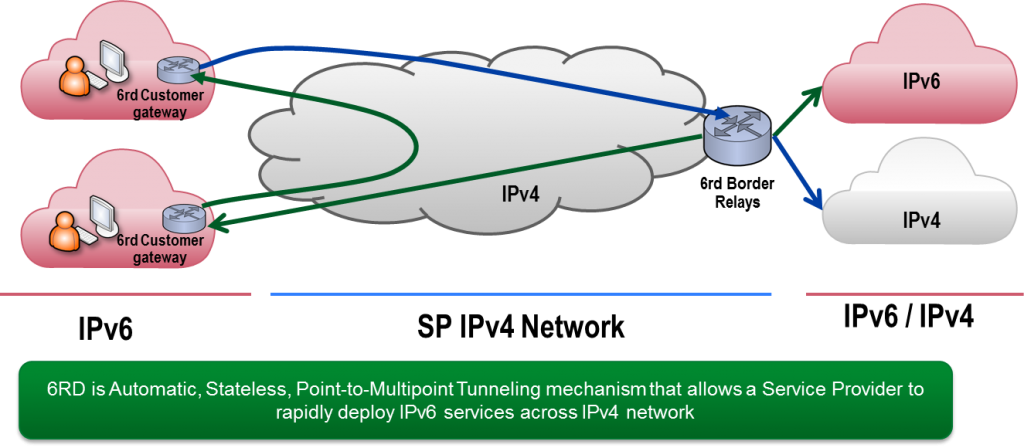 6rd Customer
gateway
6rd Customer
gateway
IPv4
6rd Border
Relays
IPv6
IPv4
IPv6
SP IPv4 Network
IPv6 / IPv4
6RD is Automatic, Stateless, Point-to-Multipoint Tunneling mechanism that allows a Service Provider to
rapidly deploy IPv6 services across IPv4 network